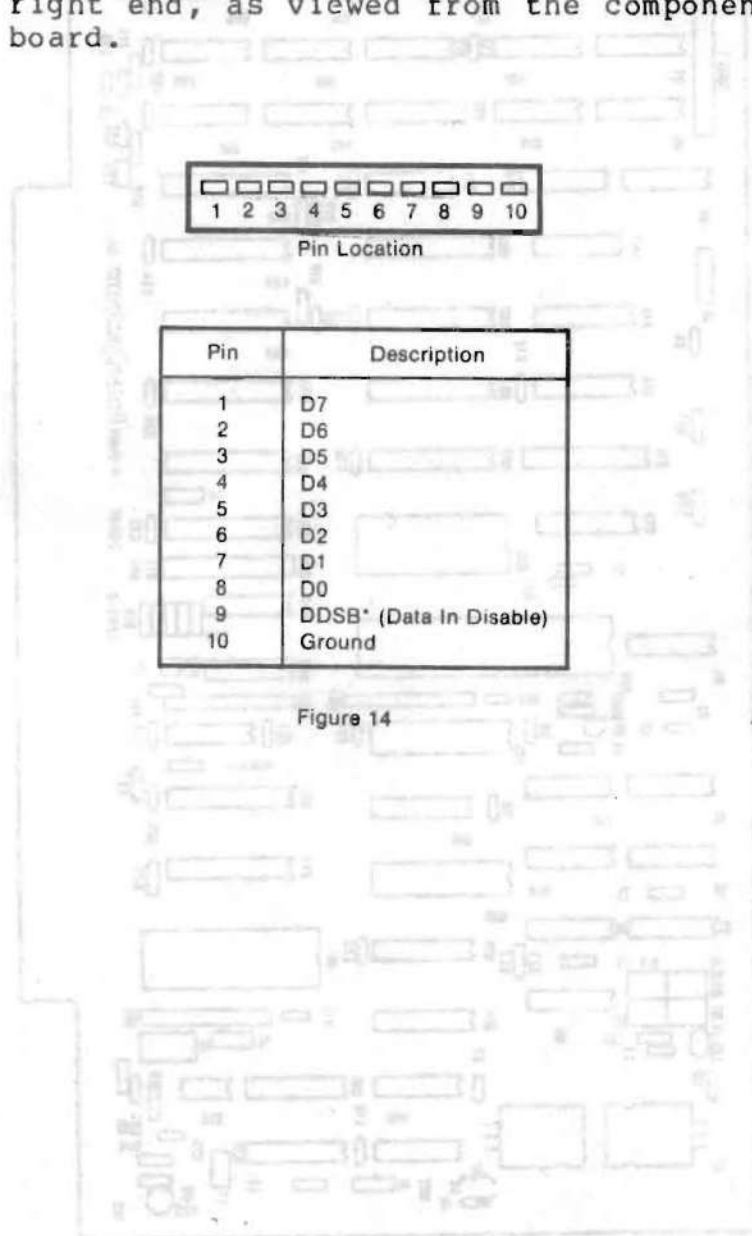 right end, as viewed from the componen
board.
1 2 3 4 5 6 7 8 9 10
Pin Location
Pin Description
1 D7
2 D6
3 D5
4 D4
5 D3
6 D2
7 D1
8 D0
9 DDSB* (Data In Disable)
10 Ground
Figure 14